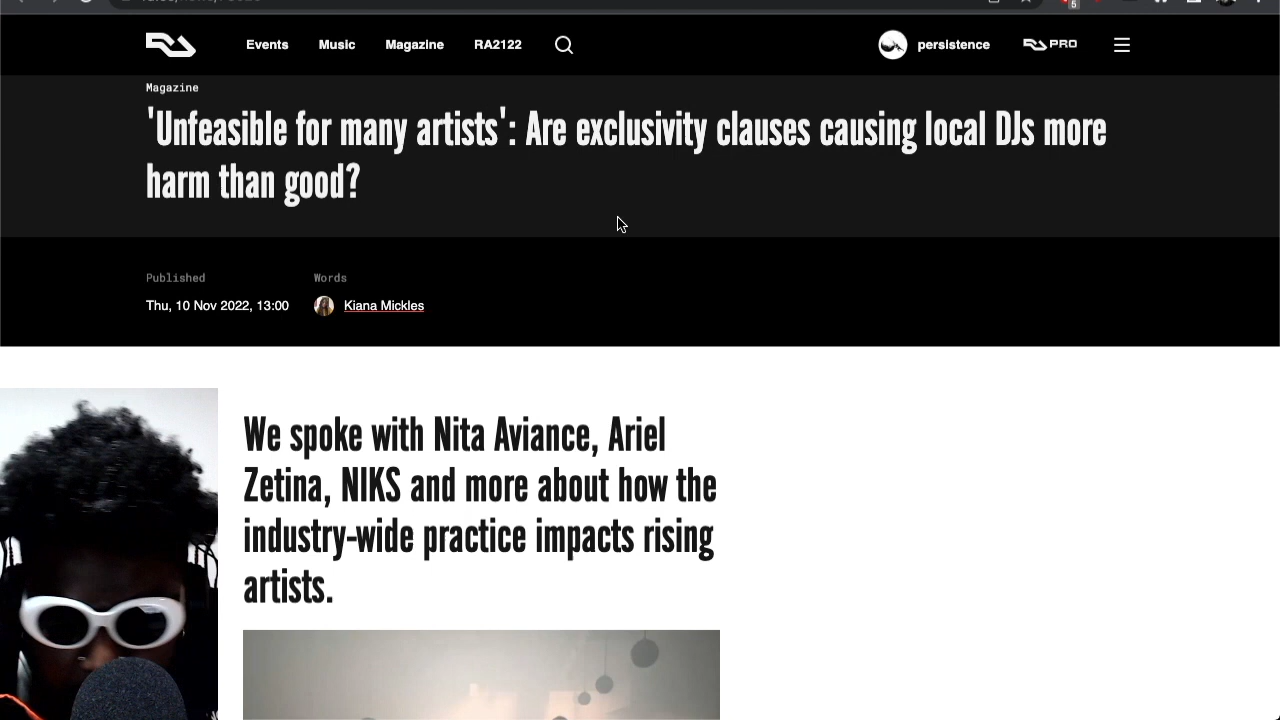 Events Music Magazine RA2122 persistence PRO
Magazine
'Unfeasible for many artists': Are exclusivity clauses causing local DJs more
harm than good?
Published Words
Thu, 10 Nov 2022, 13:00 Kiana Mickles
We spoke with Nita Aviance, Ariel
Zetina, NIKS and more about how the
industry-wide practice impacts rising
artists.